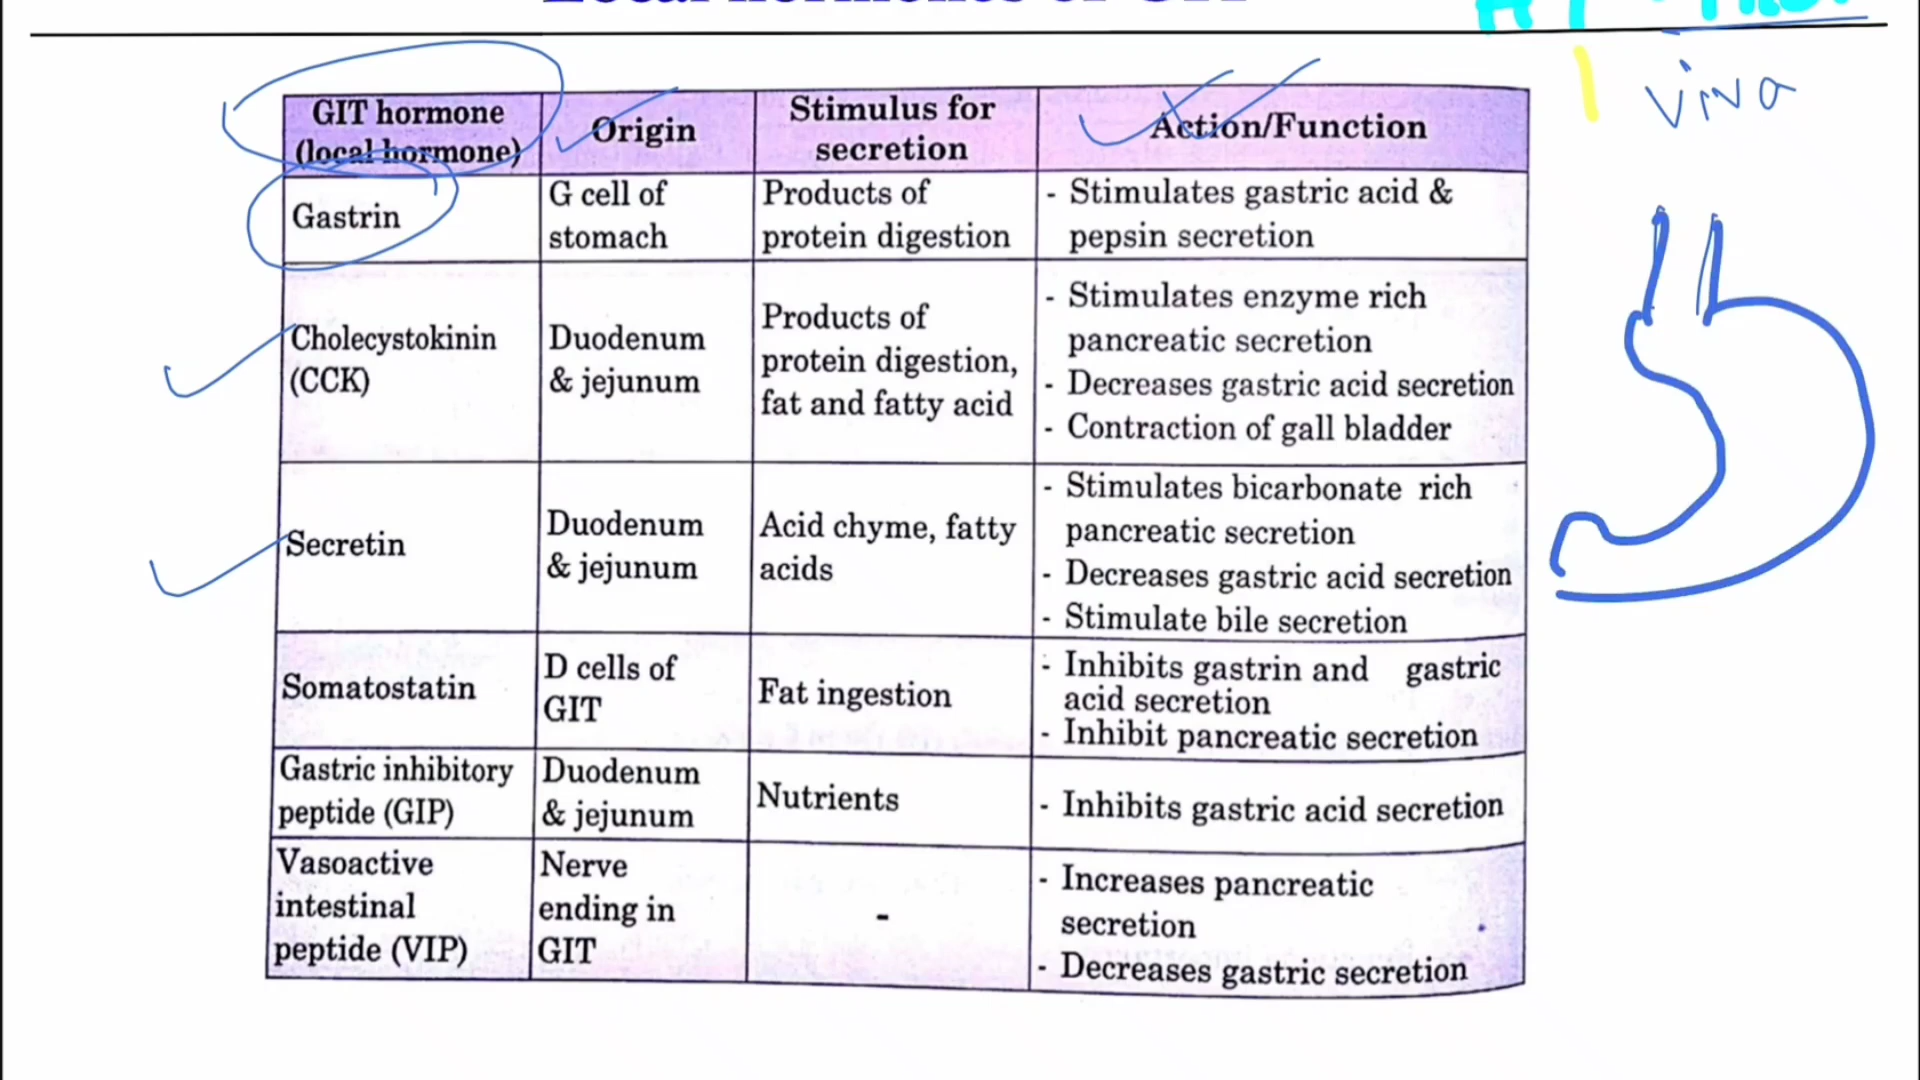 GIT hormone
(local hormone)
Origin
Stimulus for
secretion
Action/Function
Gastrin
G cell of
stomach
Products of
protein digestion
- Stimulates gastric acid &
pepsin secretion
Cholecystokinin
(CCK)
Duodenum
& jejunum
Products of
protein digestion,
fat and fatty acid
- Stimulates enzyme rich
pancreatic secretion
- Decreases gastric acid secretion
- Contraction of gall bladder
Secretin
Duodenum
& jejunum
Acid chyme, fatty
acids
- Stimulates bicarbonate rich
pancreatic secretion
- Decreases gastric acid secretion
- Stimulate bile secretion
Somatostatin
D cells of
GIT
Fat ingestion
- Inhibits gastrin and gastric
acid secretion
- Inhibit pancreatic secretion
Gastric inhibitory
peptide (GIP)
Duodenum
& jejunum
Nutrients
- Inhibits gastric acid secretion
Vasoactive
intestinal
peptide (VIP)
Nerve
ending in
GIT
-
- Increases pancreatic
secretion
- Decreases gastric secretion
viva